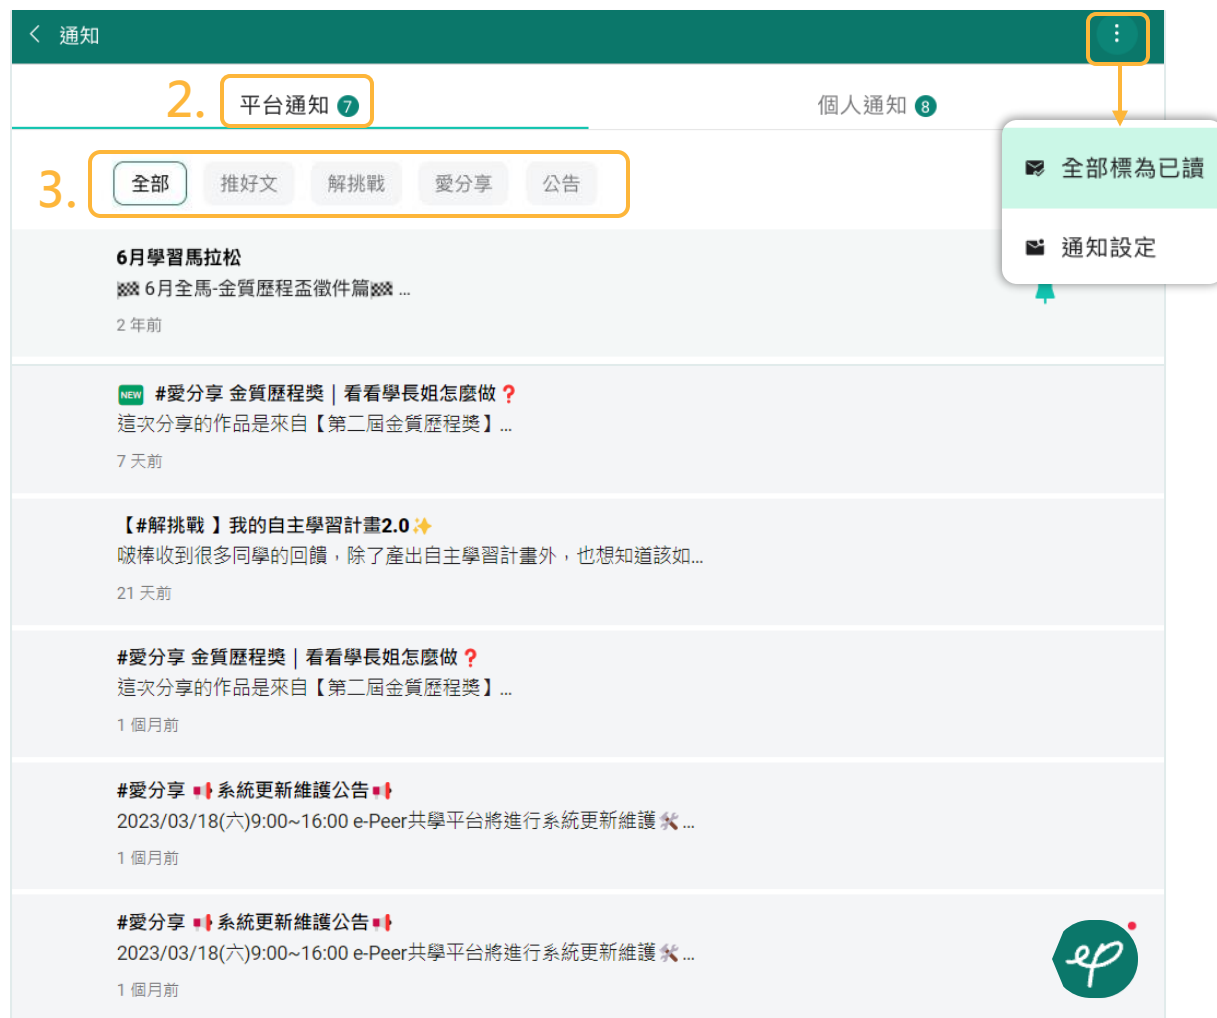 通知
2.
平台通知 7
個人通知 8
全部標為已讀
通知設定
3.
全部
推好文
解挑戰
愛分享
公告
6月學習馬拉松
🏁 6月全馬-金質歷程盃徵件篇🏁 ...
2 年前
NEW #愛分享 金質歷程獎｜看看學長姐怎麼做❓
這次分享的作品是來自【第二屆金質歷程獎】...
7 天前
【#解挑戰 】我的自主學習計畫2.0✨
啵棒收到很多同學的回饋，除了產出自主學習計畫外，也想知道該如...
21 天前
#愛分享 金質歷程獎｜看看學長姐怎麼做❓
這次分享的作品是來自【第二屆金質歷程獎】...
1 個月前
#愛分享 📢系統更新維護公告📢
2023/03/18(六)9:00~16:00 e-Peer共學平台將進行系統更新維護🛠...
1 個月前
#愛分享 📢系統更新維護公告📢
2023/03/18(六)9:00~16:00 e-Peer共學平台將進行系統更新維護🛠...
1 個月前
ep